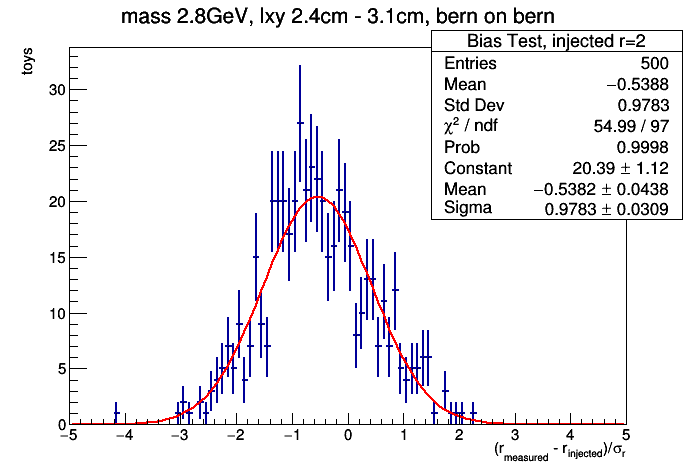 mass 2.8GeV, lxy 2.4cm - 3.1cm, bern on bern
Bias Test, injected r=2
Entries 500
Mean −0.5388
Std Dev 0.9783
χ² / ndf 54.99 / 97
Prob 0.9998
Constant 20.39 ± 1.12
Mean −0.5382 ± 0.0438
Sigma 0.9783 ± 0.0309
toys
30
25
20
15
10
5
0
−5 −4 −3 −2 −1 0 1 2 3 4 5
(r_measured - r_injected)/σ_r